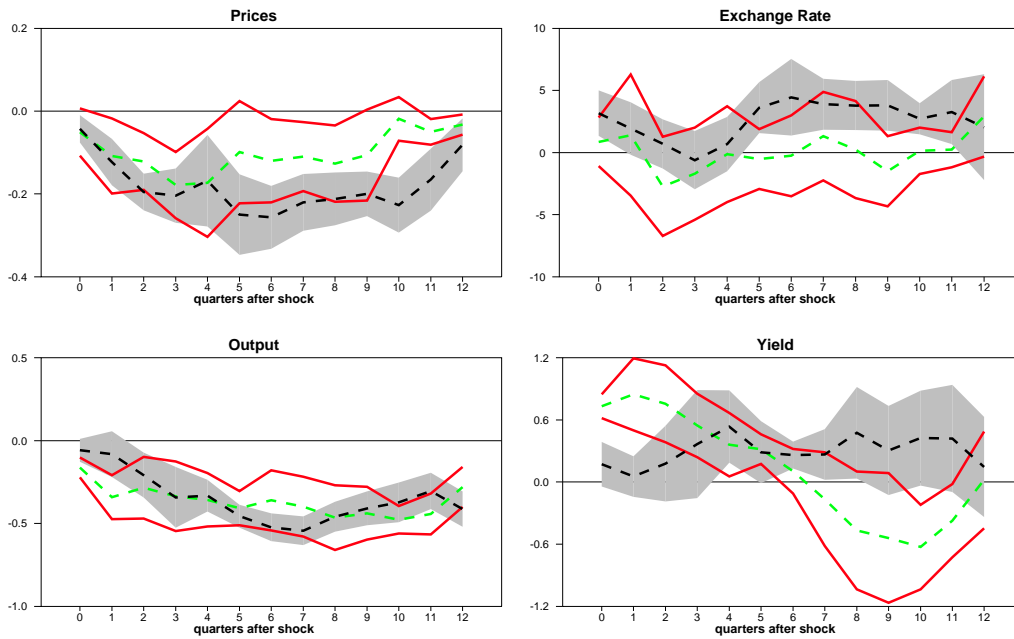 Prices
0.2
0.0
-0.2
-0.4
0 1 2 3 4 5 6 7 8 9 10 11 12
quarters after shock
Exchange Rate
10
5
0
-5
-10
0 1 2 3 4 5 6 7 8 9 10 11 12
quarters after shock
Output
0.5
0.0
-0.5
-1.0
0 1 2 3 4 5 6 7 8 9 10 11 12
quarters after shock
Yield
1.2
0.6
0.0
-0.6
-1.2
0 1 2 3 4 5 6 7 8 9 10 11 12
quarters after shock